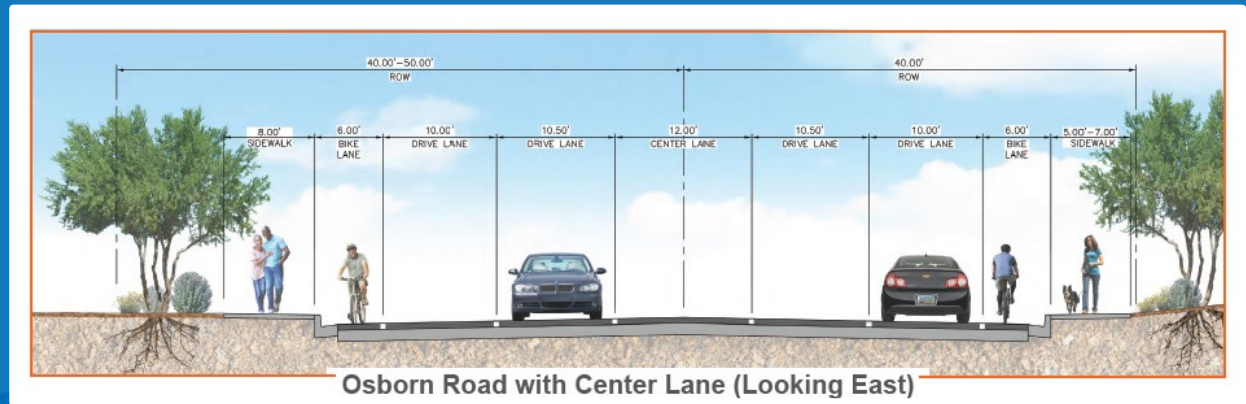 40.00'-50.00'
ROW
40.00'
ROW
8.00'
SIDEWALK
6.00'
BIKE
LANE
10.00'
DRIVE LANE
10.50'
DRIVE LANE
12.00'
CENTER LANE
10.50'
DRIVE LANE
10.00'
DRIVE LANE
6.00'
BIKE
LANE
5.00'-7.00'
SIDEWALK
Osborn Road with Center Lane (Looking East)